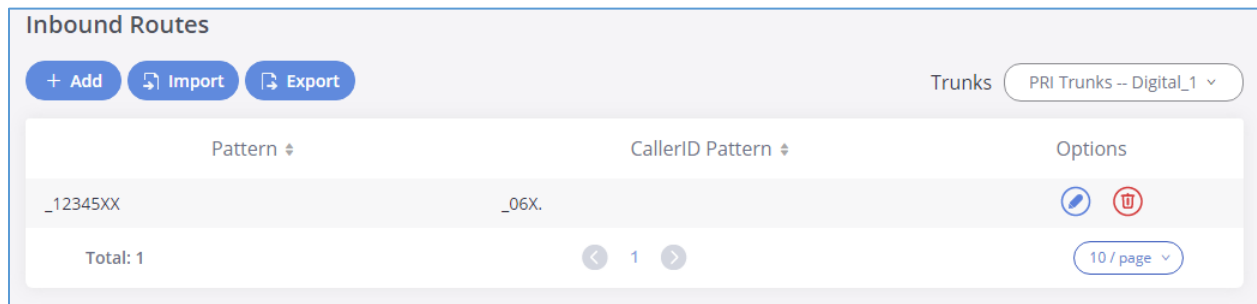 Inbound Routes
+ Add Import Export Trunks PRI Trunks -- Digital_1
Pattern CallerID Pattern Options
_12345XX _06X.
Total: 1 1 10 / page